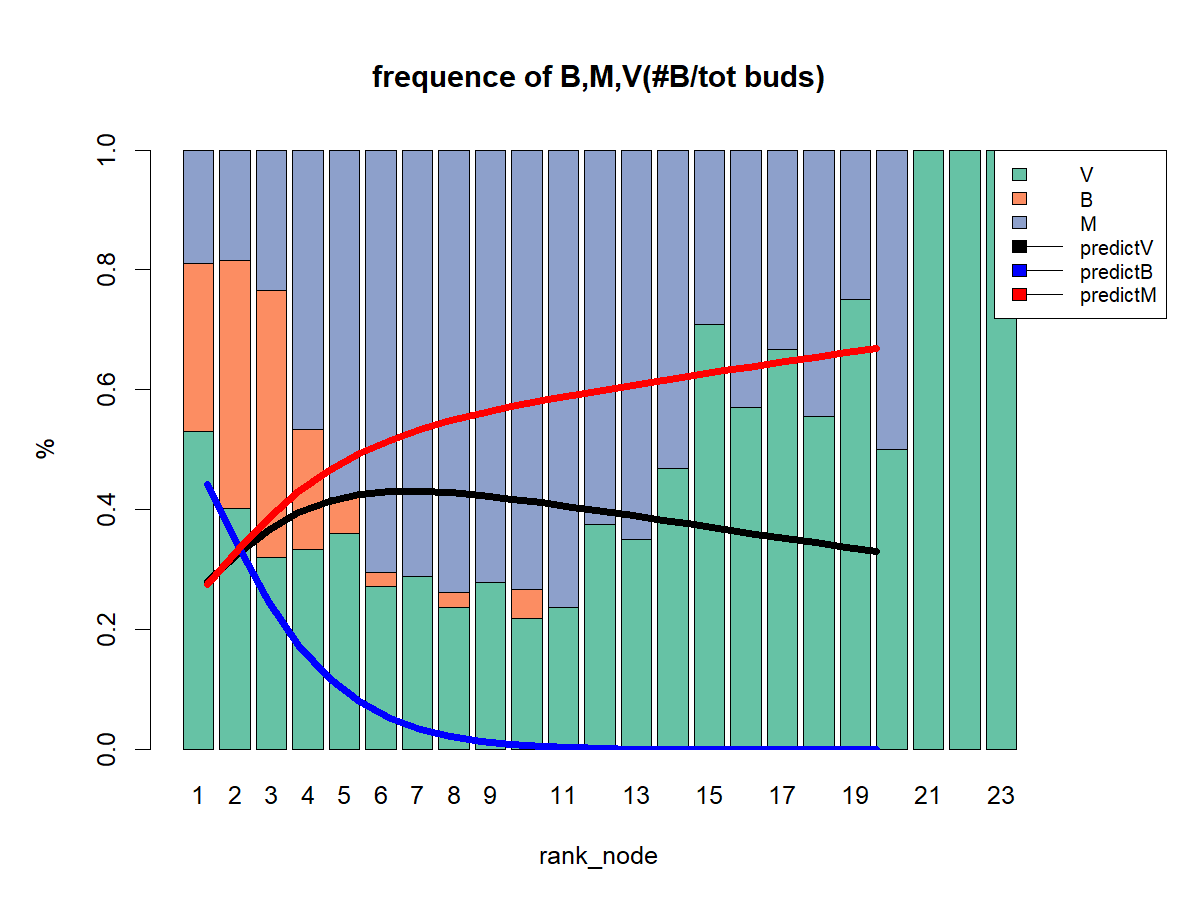 frequence of B,M,V(#B/tot buds)
1.0
0.8
0.6
0.4
0.2
0.0
%
V
B
M
predictV
predictB
predictM
1 2 3 4 5 6 7 8 9 11 13 15 17 19 21 23
rank_node